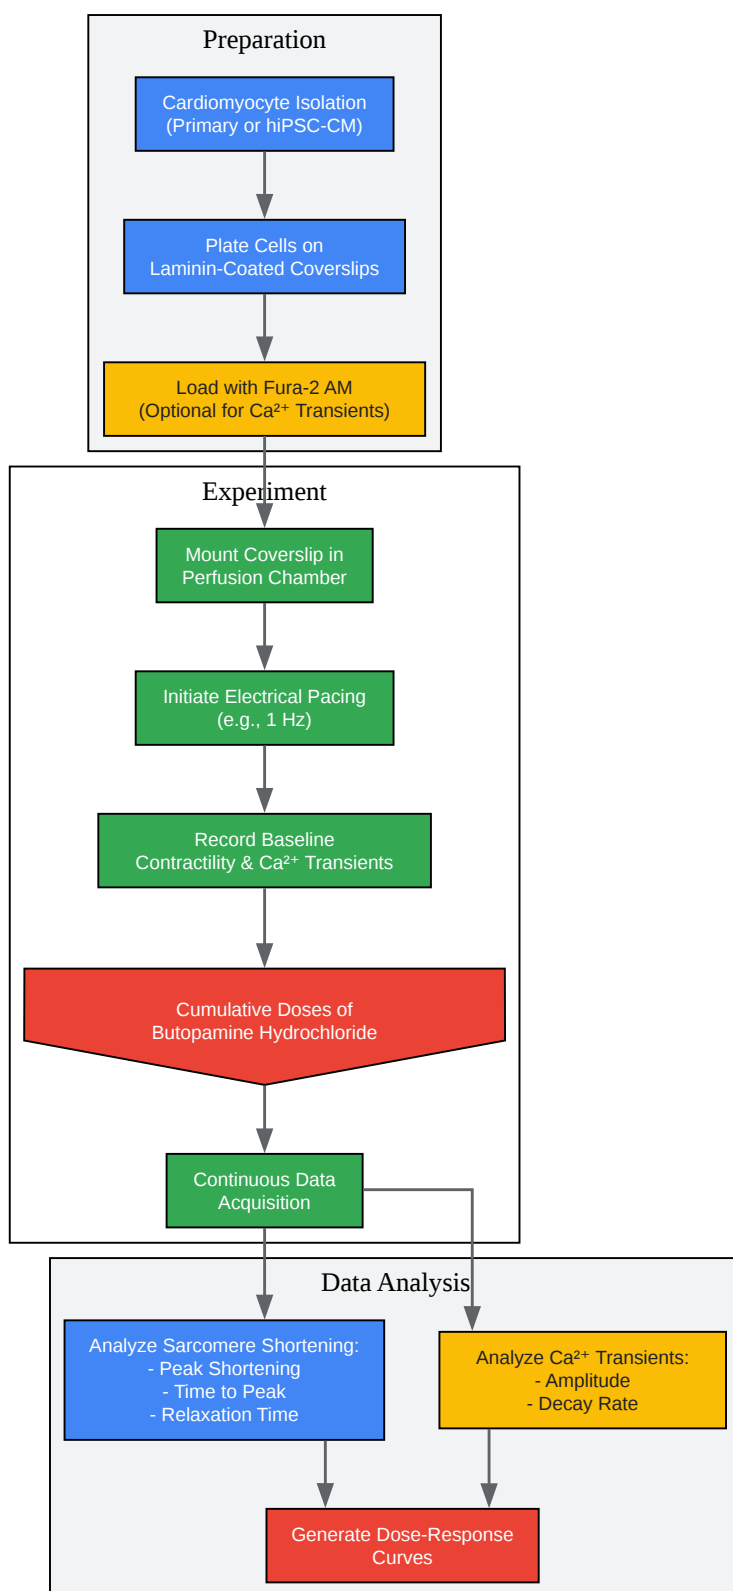 Preparation
Cardiomyocyte Isolation
(Primary or hiPSC-CM)
Plate Cells on
Laminin-Coated Coverslips
Load with Fura-2 AM
(Optional for Ca²⁺ Transients)
Experiment
Mount Coverslip in
Perfusion Chamber
Initiate Electrical Pacing
(e.g., 1 Hz)
Record Baseline
Contractility & Ca²⁺ Transients
Cumulative Doses of
Butopamine Hydrochloride
Continuous Data
Acquisition
Data Analysis
Analyze Sarcomere Shortening:
- Peak Shortening
- Time to Peak
- Relaxation Time
Analyze Ca²⁺ Transients:
- Amplitude
- Decay Rate
Generate Dose-Response
Curves